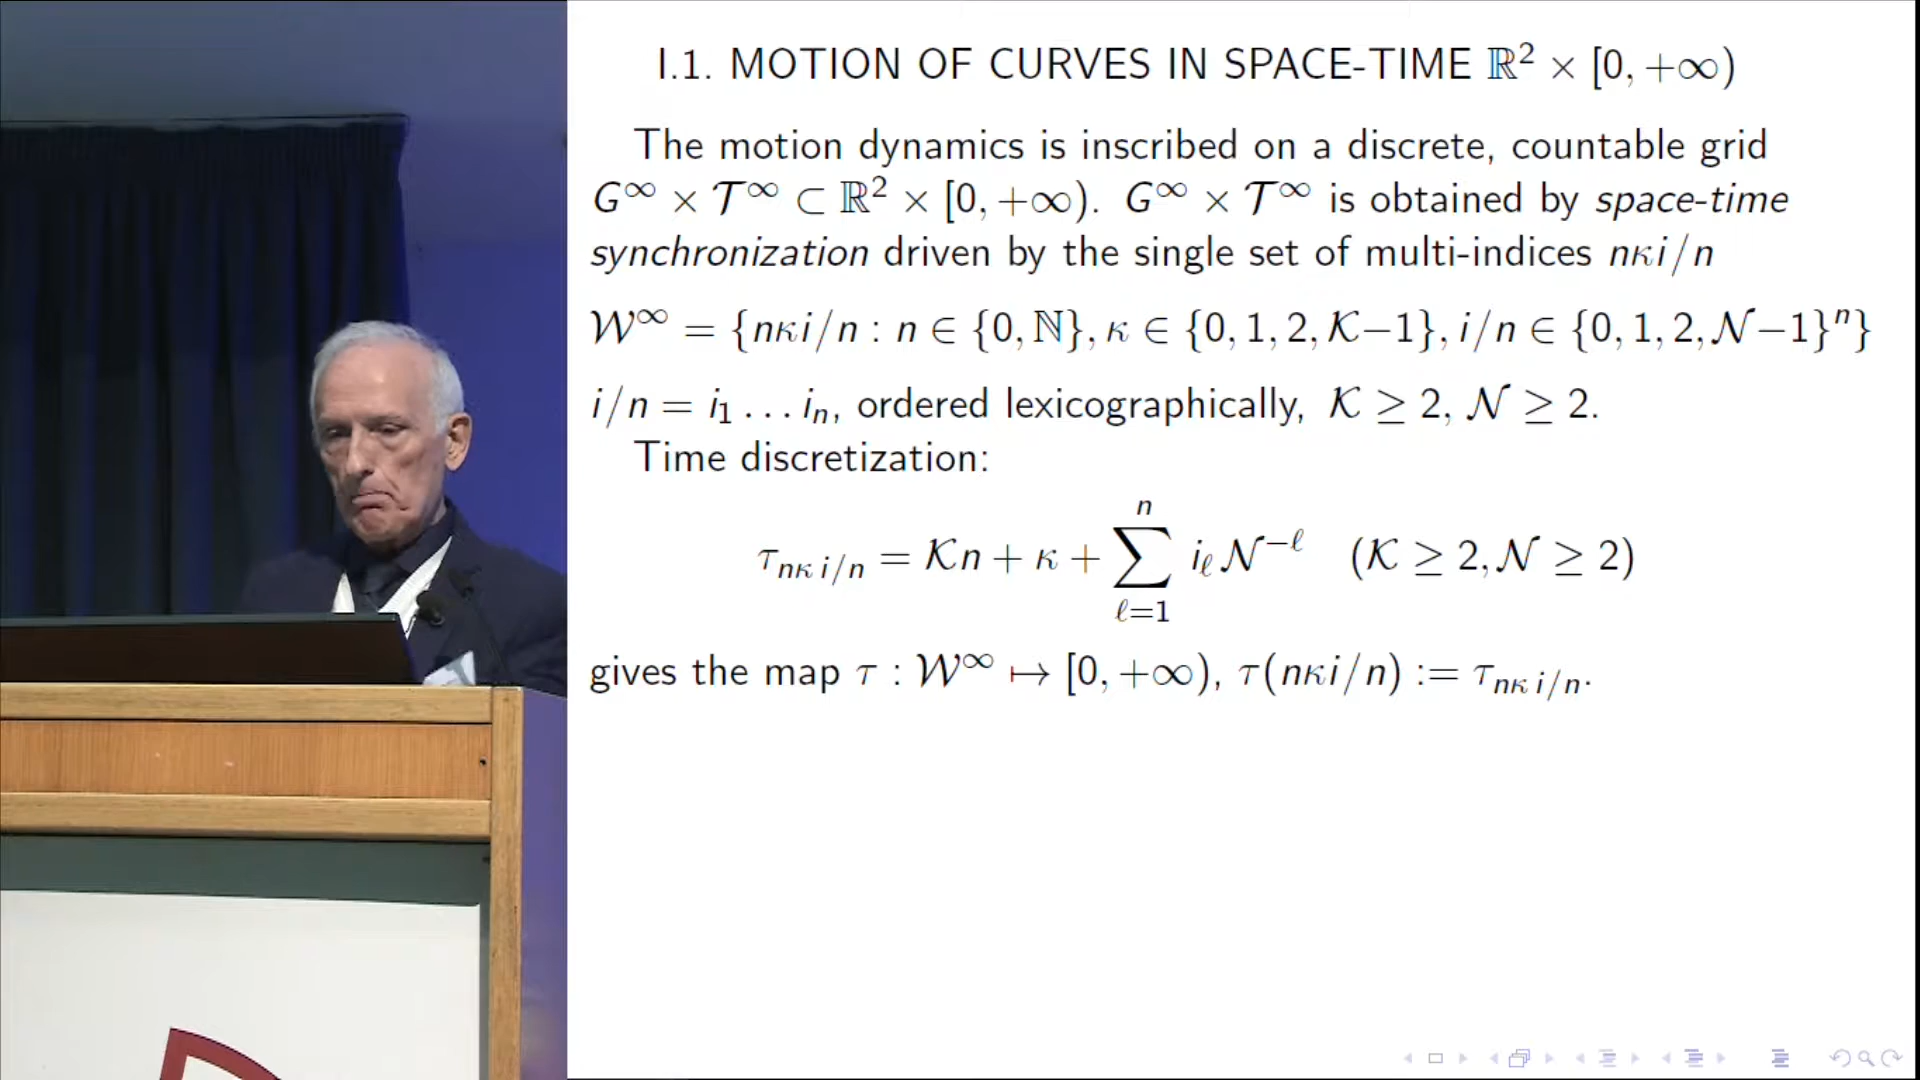 I.1. MOTION OF CURVES IN SPACE-TIME ℝ² × [0, +∞)
The motion dynamics is inscribed on a discrete, countable grid
G^∞ × 𝒯^∞ ⊂ ℝ² × [0, +∞). G^∞ × 𝒯^∞ is obtained by space-time
synchronization driven by the single set of multi-indices nκi/n
𝒲^∞ = {nκi/n : n ∈ {0, ℕ}, κ ∈ {0, 1, 2, 𝒦−1}, i/n ∈ {0, 1, 2, 𝒩−1}ⁿ}
i/n = i₁ … iₙ, ordered lexicographically, 𝒦 ≥ 2, 𝒩 ≥ 2.
Time discretization:
τ_{nκ i/n} = 𝒦n + κ + ∑_{ℓ=1}^{n} i_ℓ 𝒩^{−ℓ} (𝒦 ≥ 2, 𝒩 ≥ 2)
gives the map τ : 𝒲^∞ ↦ [0, +∞), τ(nκi/n) := τ_{nκ i/n}.